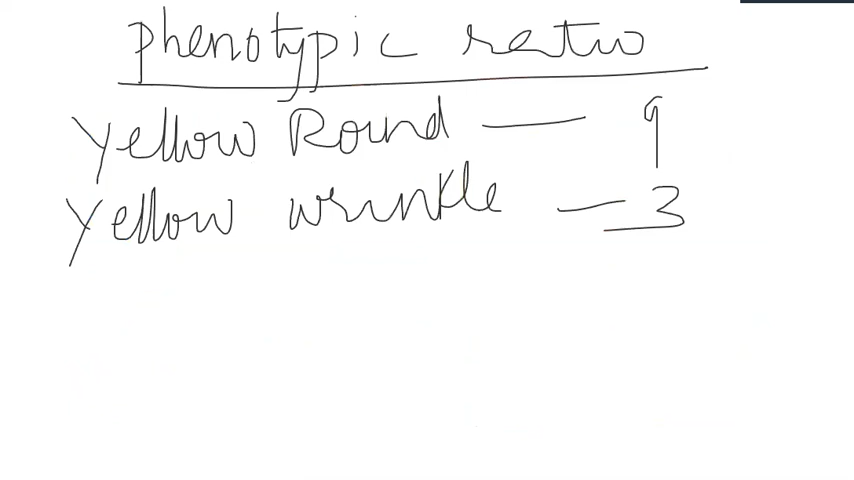 phenotypic ratio
Yellow Round — 9
Yellow wrinkle — 3